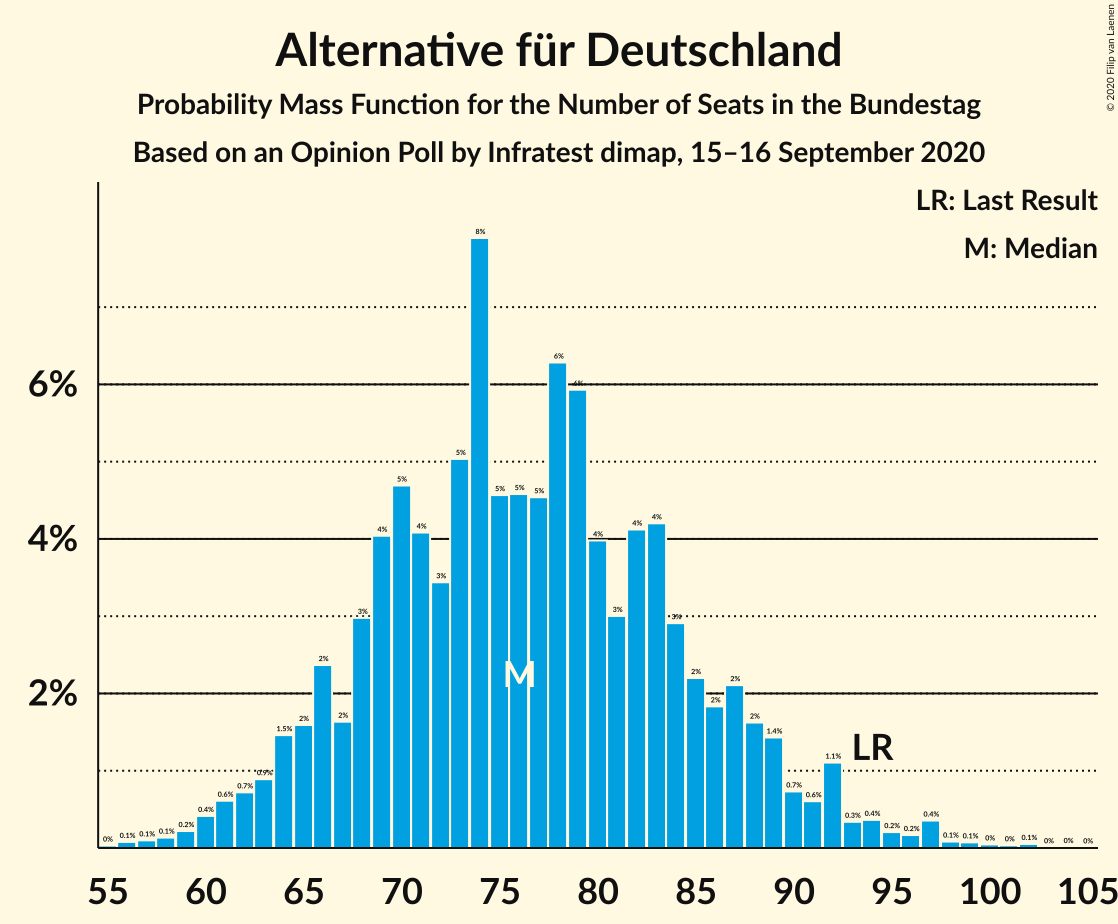 Alternative für Deutschland
Probability Mass Function for the Number of Seats in the Bundestag
Based on an Opinion Poll by Infratest dimap, 15–16 September 2020
© 2020 Filip van Laenen
LR: Last Result
M: Median
6%
4%
2%
0% 0.1% 0.1% 0.1% 0.2% 0.4% 0.6% 0.7% 0.9% 1.5% 2% 2% 2% 3% 4% 5% 4% 3% 5% 8% 5% 5% 5% 6% 6% 4% 3% 4% 4% 3% 2% 2% 2% 2% 1.4% 0.7% 0.6% 1.1% 0.3% 0.4% 0.2% 0.2% 0.4% 0.1% 0.1% 0% 0% 0.1% 0% 0% 0%
M
LR
55 60 65 70 75 80 85 90 95 100 105